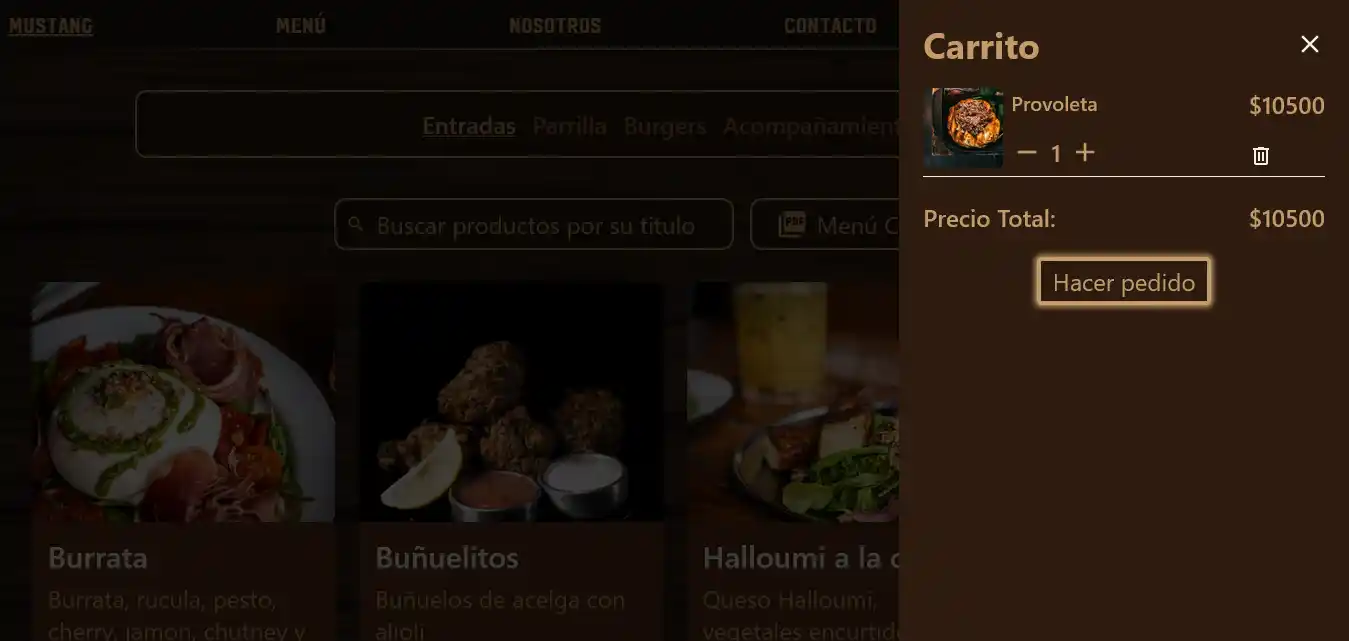 MUSTANG MENÚ NOSOTROS CONTACTO
Entradas Parrilla Burgers Acompañamient
Buscar productos por su titulo
PDF Menú C
Burrata
Burrata, rucula, pesto,
cherry, jamon, chutney y
Buñuelitos
Buñuelos de acelga con
alioli
Halloumi a la c
Queso Halloumi,
vegetales encurtid
Carrito
Provoleta $10500
1
Precio Total: $10500
Hacer pedido